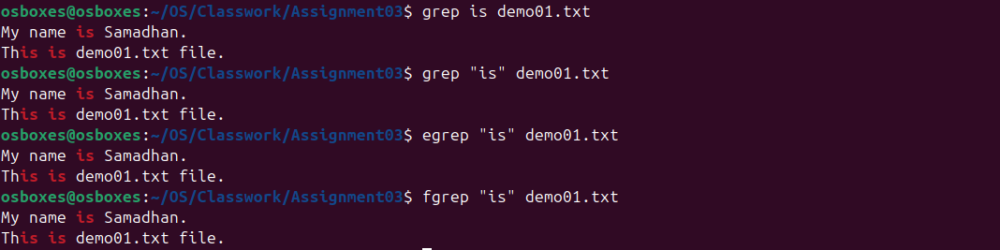 osboxes@osboxes:~/OS/Classwork/Assignment03$ grep is demo01.txt
My name is Samadhan.
This is demo01.txt file.
osboxes@osboxes:~/OS/Classwork/Assignment03$ grep "is" demo01.txt
My name is Samadhan.
This is demo01.txt file.
osboxes@osboxes:~/OS/Classwork/Assignment03$ egrep "is" demo01.txt
My name is Samadhan.
This is demo01.txt file.
osboxes@osboxes:~/OS/Classwork/Assignment03$ fgrep "is" demo01.txt
My name is Samadhan.
This is demo01.txt file.